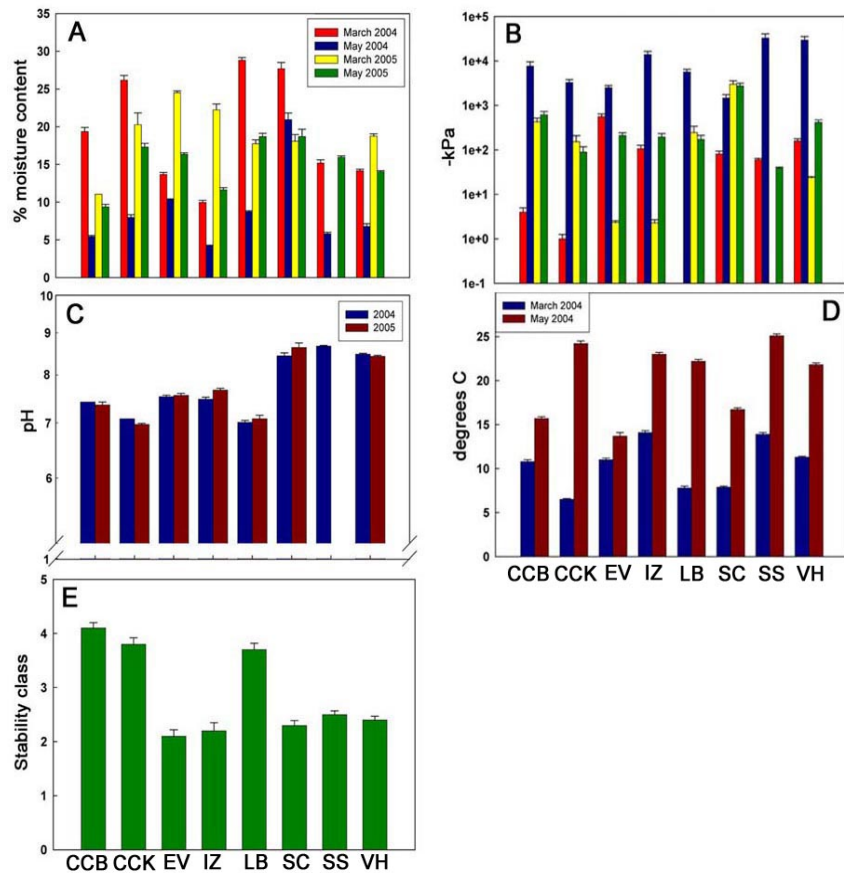 A
March 2004
May 2004
March 2005
May 2005
% moisture content
35
30
25
20
15
10
5
0
B
-kPa
1e+5
1e+4
1e+3
1e+2
1e+1
1e+0
1e-1
C
2004
2005
pH
10
9
8
7
6
1
D
March 2004
May 2004
degrees C
25
20
15
10
5
0
CCB CCK EV IZ LB SC SS VH
E
Stability class
5
4
3
2
1
0
CCB CCK EV IZ LB SC SS VH